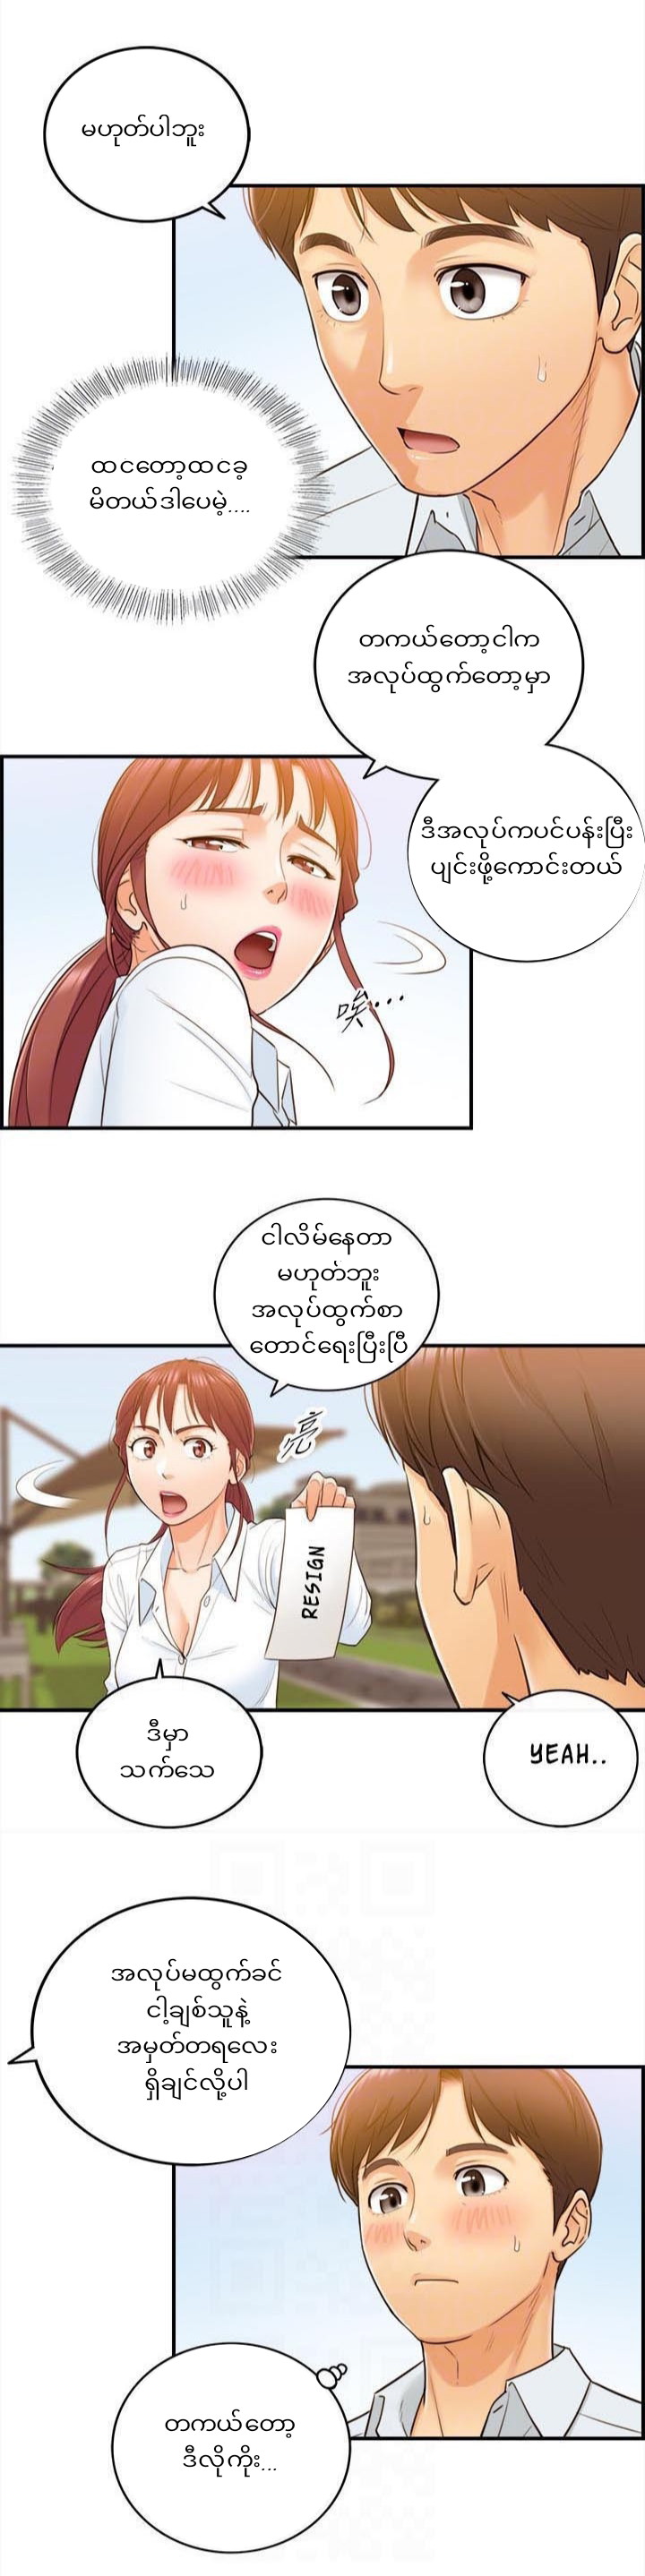 မဟုတ်ပါဘူး
ထင်တော့ထင်ခ့
မိတယ်ဒါပေမဲ့....
တကယ်တော့ငါက
အလုပ်ထွက်တော့မှာ
ဒီအလုပ်ကပင်ပန်းပြီး
ပျင်းဖို့ကောင်းတယ်
唉...
ငါလိမ်နေတာ
မဟုတ်ဘူး
အလုပ်ထွက်စာ
တောင်ရေးပြီးပြီ
亮
RESIGN
ဒီမှာ
သက်သေ
YEAH..
အလုပ်မထွက်ခင်
ငါ့ချစ်သူနဲ့
အမှတ်တရလေး
ရှိချင်လို့ပါ
တကယ်တော့
ဒီလိုကိုး...